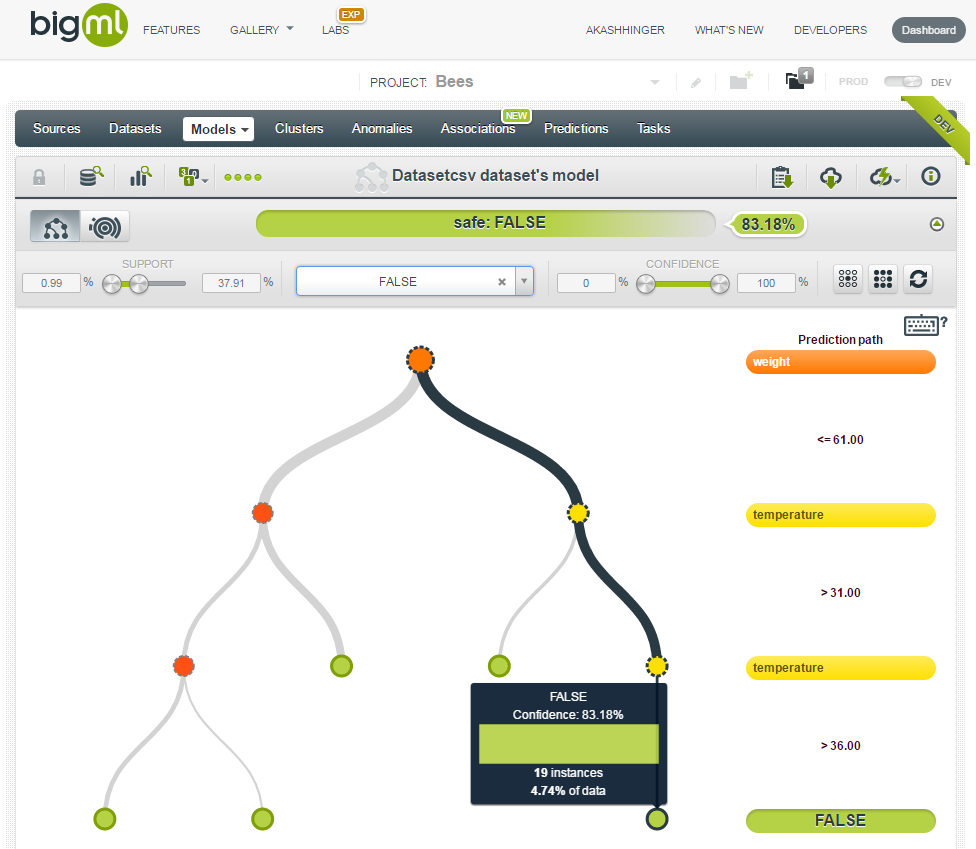 bigml FEATURES GALLERY LABS EXP AKASHHINGER WHAT'S NEW DEVELOPERS Dashboard
PROJECT: Bees 1 PROD DEV
Sources Datasets Models Clusters Anomalies Associations NEW Predictions Tasks DEV
Datasetcsv dataset's model
safe: FALSE 83.18%
SUPPORT CONFIDENCE
0.99 % 37.91 % FALSE × 0 % 100 %
?
Prediction path
weight
<= 61.00
temperature
> 31.00
temperature
FALSE
Confidence: 83.18%
> 36.00
19 instances
4.74% of data
FALSE